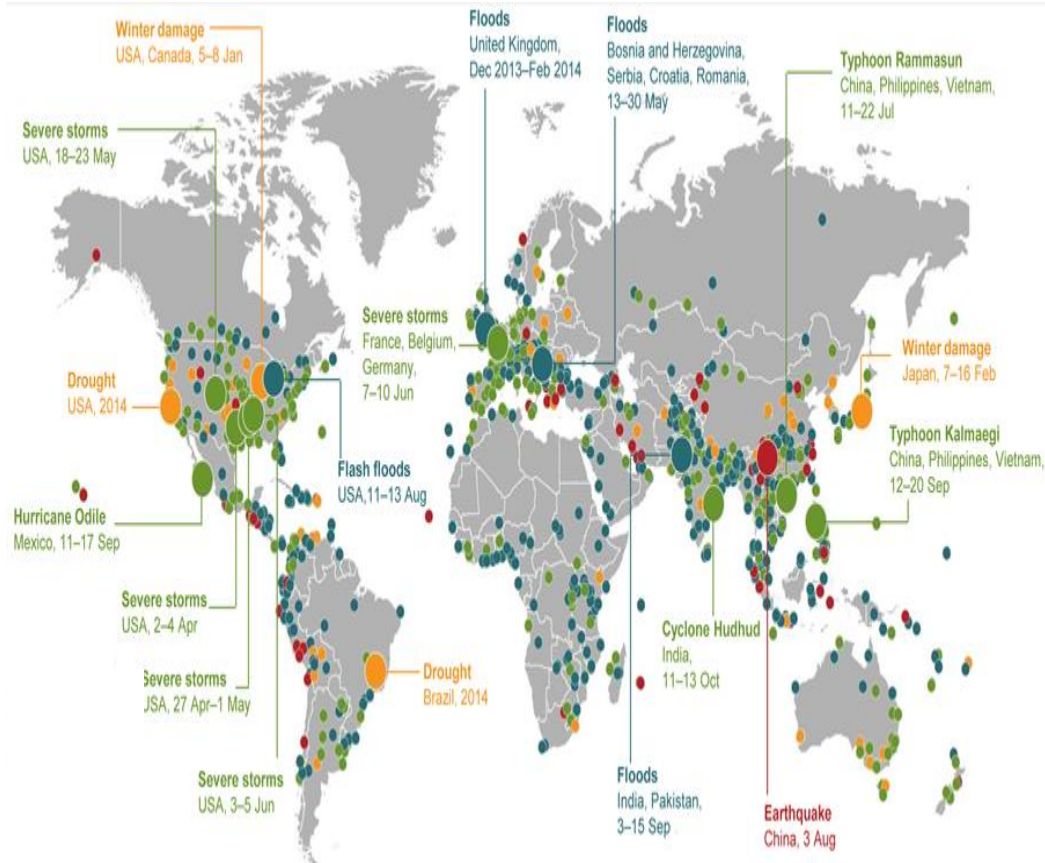 Winter damage
USA, Canada, 5–8 Jan
Floods
United Kingdom,
Dec 2013–Feb 2014
Floods
Bosnia and Herzegovina,
Serbia, Croatia, Romania,
13–30 May
Typhoon Rammasun
China, Philippines, Vietnam,
11–22 Jul
Severe storms
USA, 18–23 May
Severe storms
France, Belgium,
Germany,
7–10 Jun
Winter damage
Japan, 7–16 Feb
Drought
USA, 2014
Typhoon Kalmaegi
China, Philippines, Vietnam,
12–20 Sep
Flash floods
USA,11–13 Aug
Hurricane Odile
Mexico, 11–17 Sep
Severe storms
USA, 2–4 Apr
Cyclone Hudhud
India,
11–13 Oct
Drought
Brazil, 2014
Severe storms
USA, 27 Apr–1 May
Severe storms
USA, 3–5 Jun
Floods
India, Pakistan,
3–15 Sep
Earthquake
China, 3 Aug